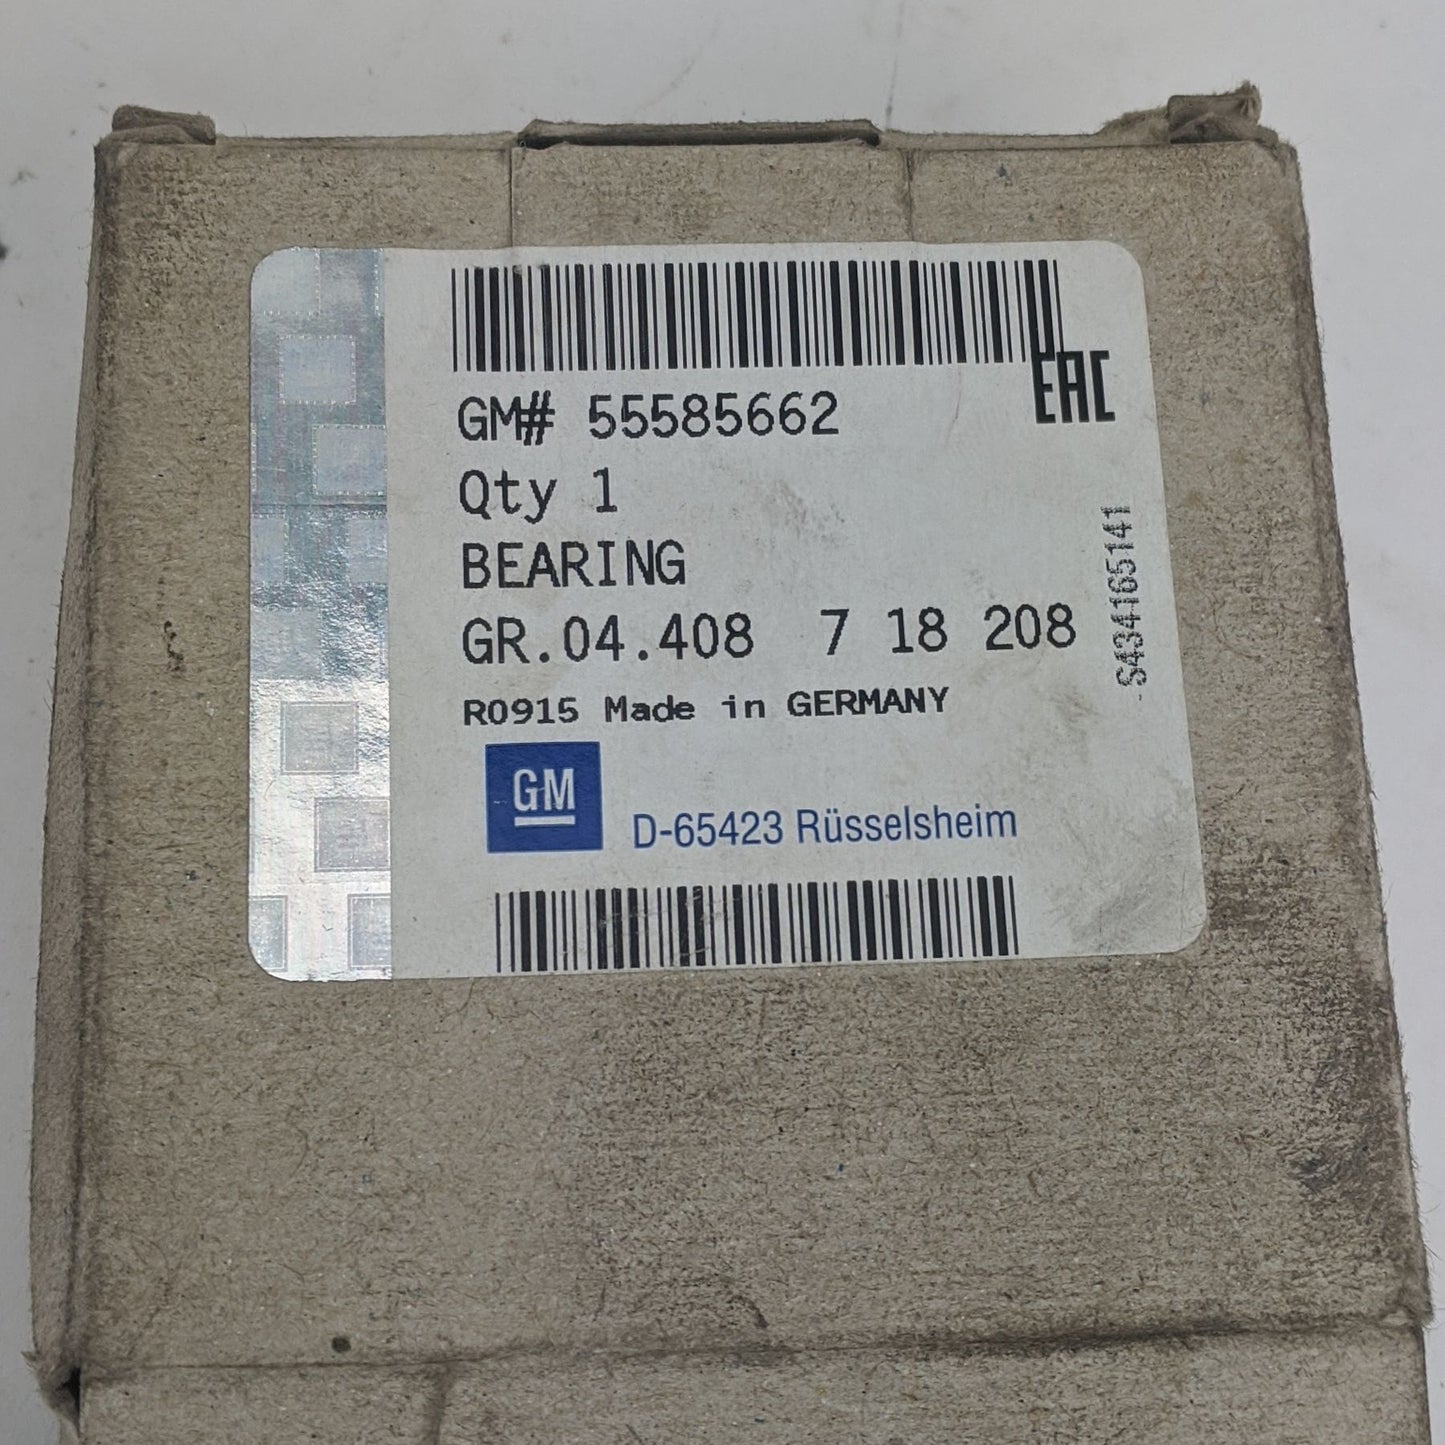 EAC
GM# 55585662
Qty 1
BEARING
GR.04.408 7 18 208
R0915 Made in GERMANY
GM
D-65423 Rüsselsheim
S434165141